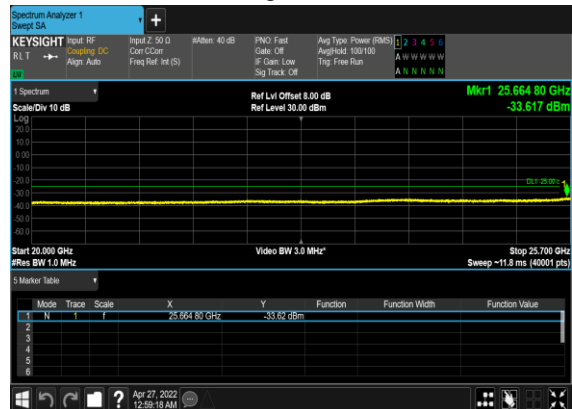 Spectrum Analyzer 1
Swept SA
KEYSIGHT Input: RF Input Z: 50 Ω #Atten: 40 dB PNO: Fast Avg Type: Power (RMS) 1 2 3 4 5 6
RLT Coupling: DC Corr CCorr Gate: Off Avg|Hold: 100/100 A W W W W W
Align: Auto Freq Ref: Int (S) IF Gain: Low Trig: Free Run
Sig Track: Off A N N N N N
1 Spectrum Ref Lvl Offset 8.00 dB Mkr1 25.664 80 GHz
Scale/Div 10 dB Ref Level 30.00 dBm -33.617 dBm
Log
20.0
10.0
0.00
-10.0
-20.0
DL1 -25.00
-30.0
-40.0
-50.0
-60.0
Start 20.000 GHz Video BW 3.0 MHz* Stop 25.700 GHz
#Res BW 1.0 MHz Sweep ~11.8 ms (40001 pts)
5 Marker Table
Mode Trace Scale X Y Function Function Width Function Value
1 N 1 f 25.664 80 GHz -33.62 dBm
2
3
4
5
6
? Apr 27, 2022
12:59:18 AM